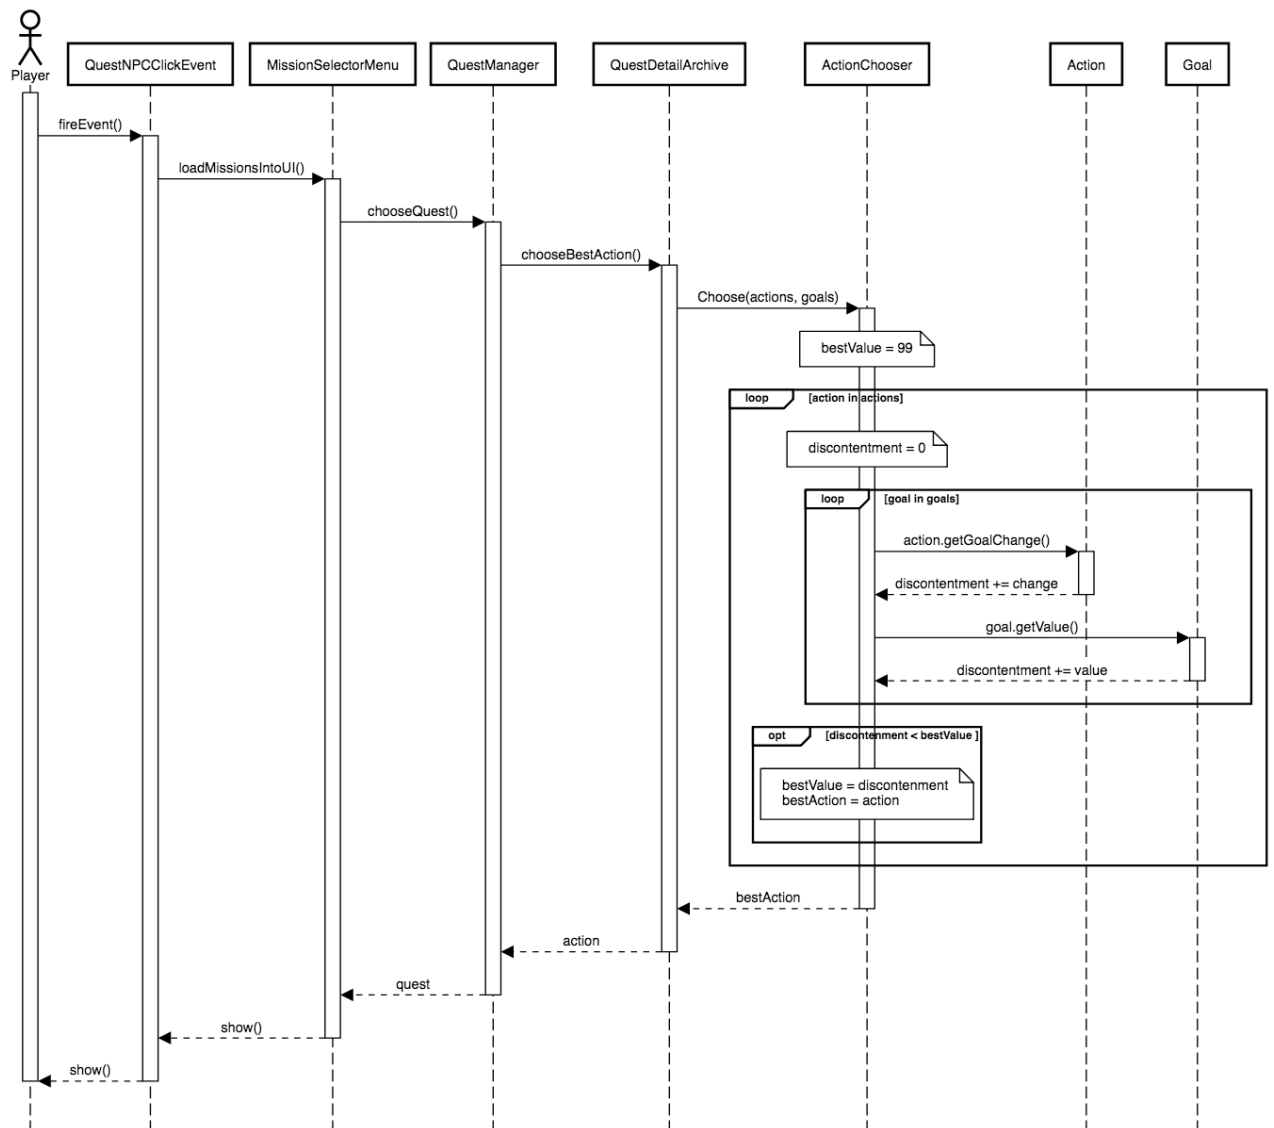 Player
QuestNPCClickEvent
MissionSelectorMenu
QuestManager
QuestDetailArchive
ActionChooser
Action
Goal
fireEvent()
loadMissionsIntoUI()
chooseQuest()
chooseBestAction()
Choose(actions, goals)
bestValue = 99
loop
[action in actions]
discontentment = 0
loop
[goal in goals]
action.getGoalChange()
discontentment += change
goal.getValue()
discontentment += value
opt
[discontenment < bestValue ]
bestValue = discontenment
bestAction = action
bestAction
action
quest
show()
show()